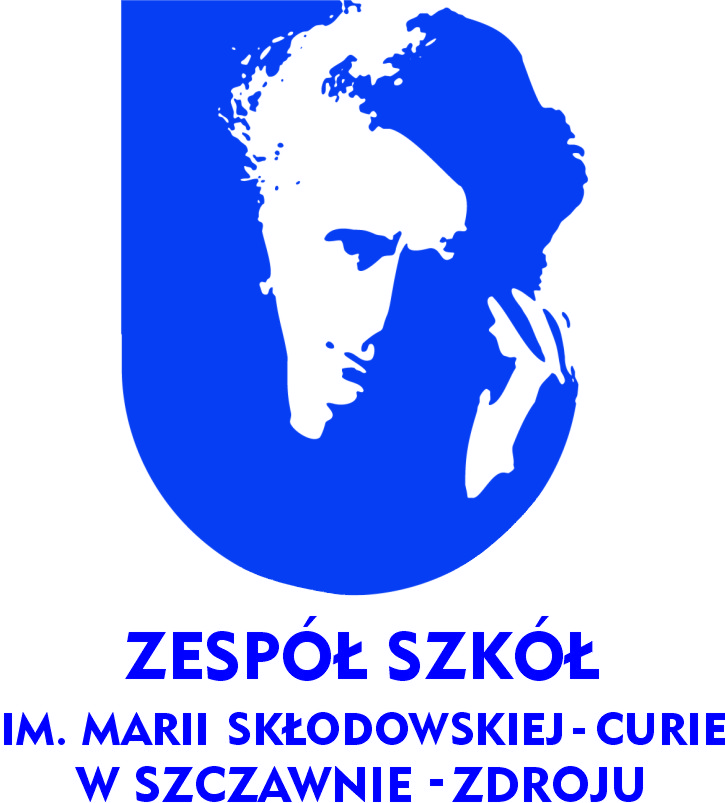 ZESPÓŁ SZKÓŁ
IM. MARII SKŁODOWSKIEJ - CURIE
W SZCZAWNIE - ZDROJU